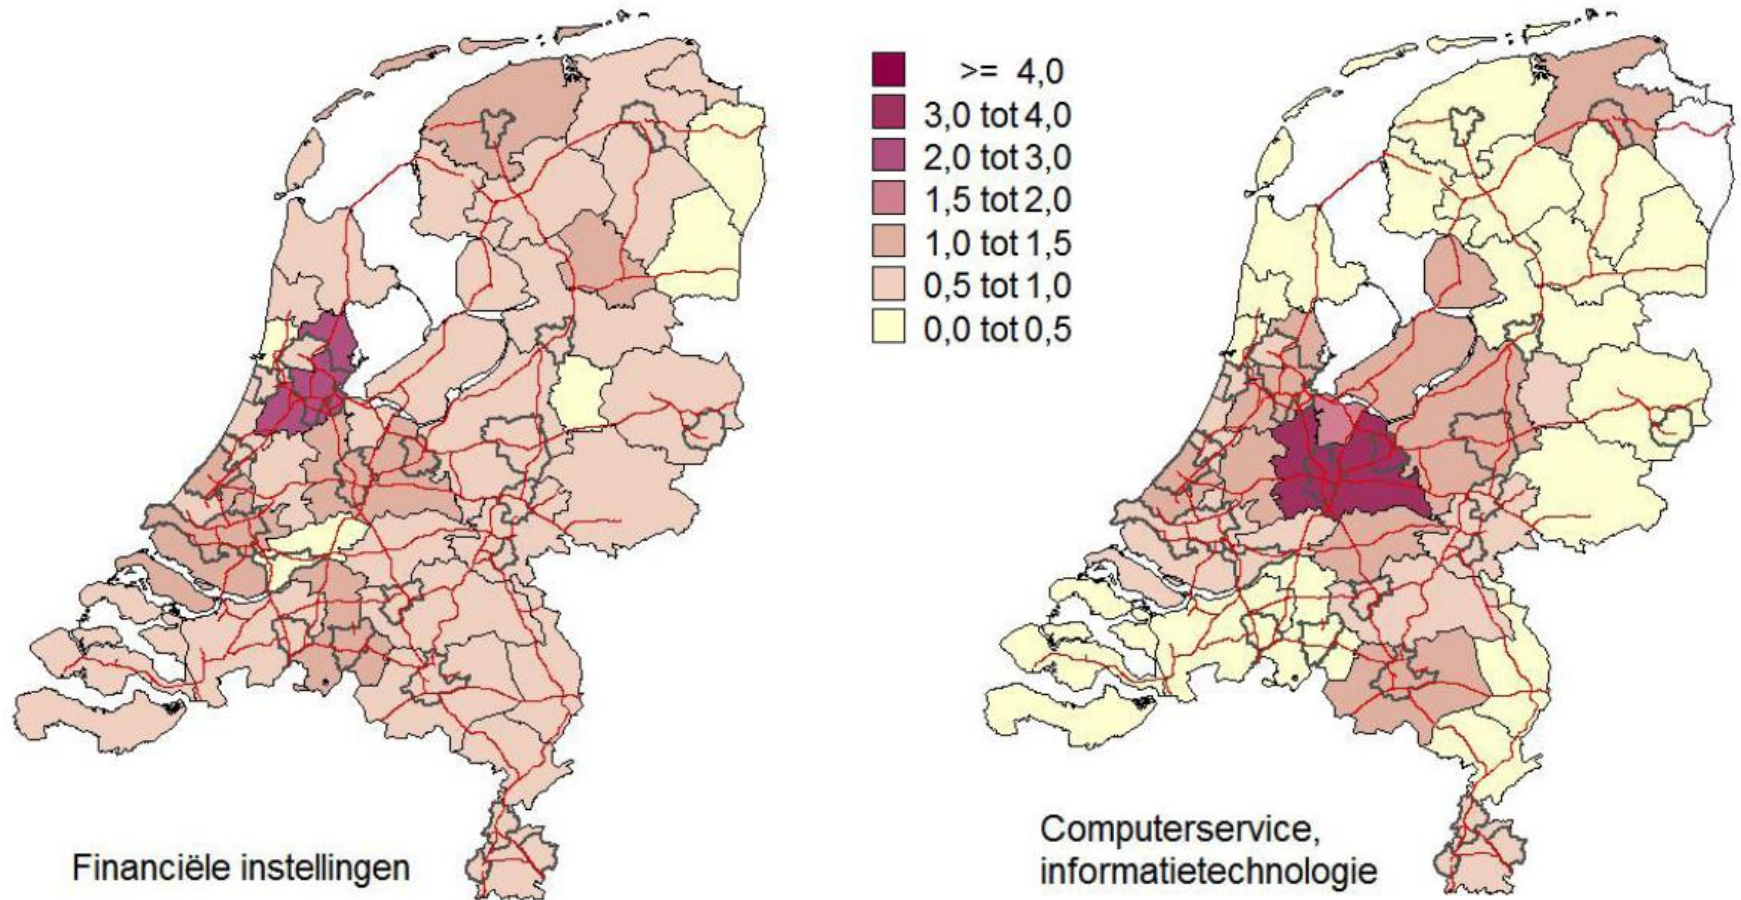 >= 4,0
3,0 tot 4,0
2,0 tot 3,0
1,5 tot 2,0
1,0 tot 1,5
0,5 tot 1,0
0,0 tot 0,5
Financiële instellingen
Computerservice,
informatietechnologie